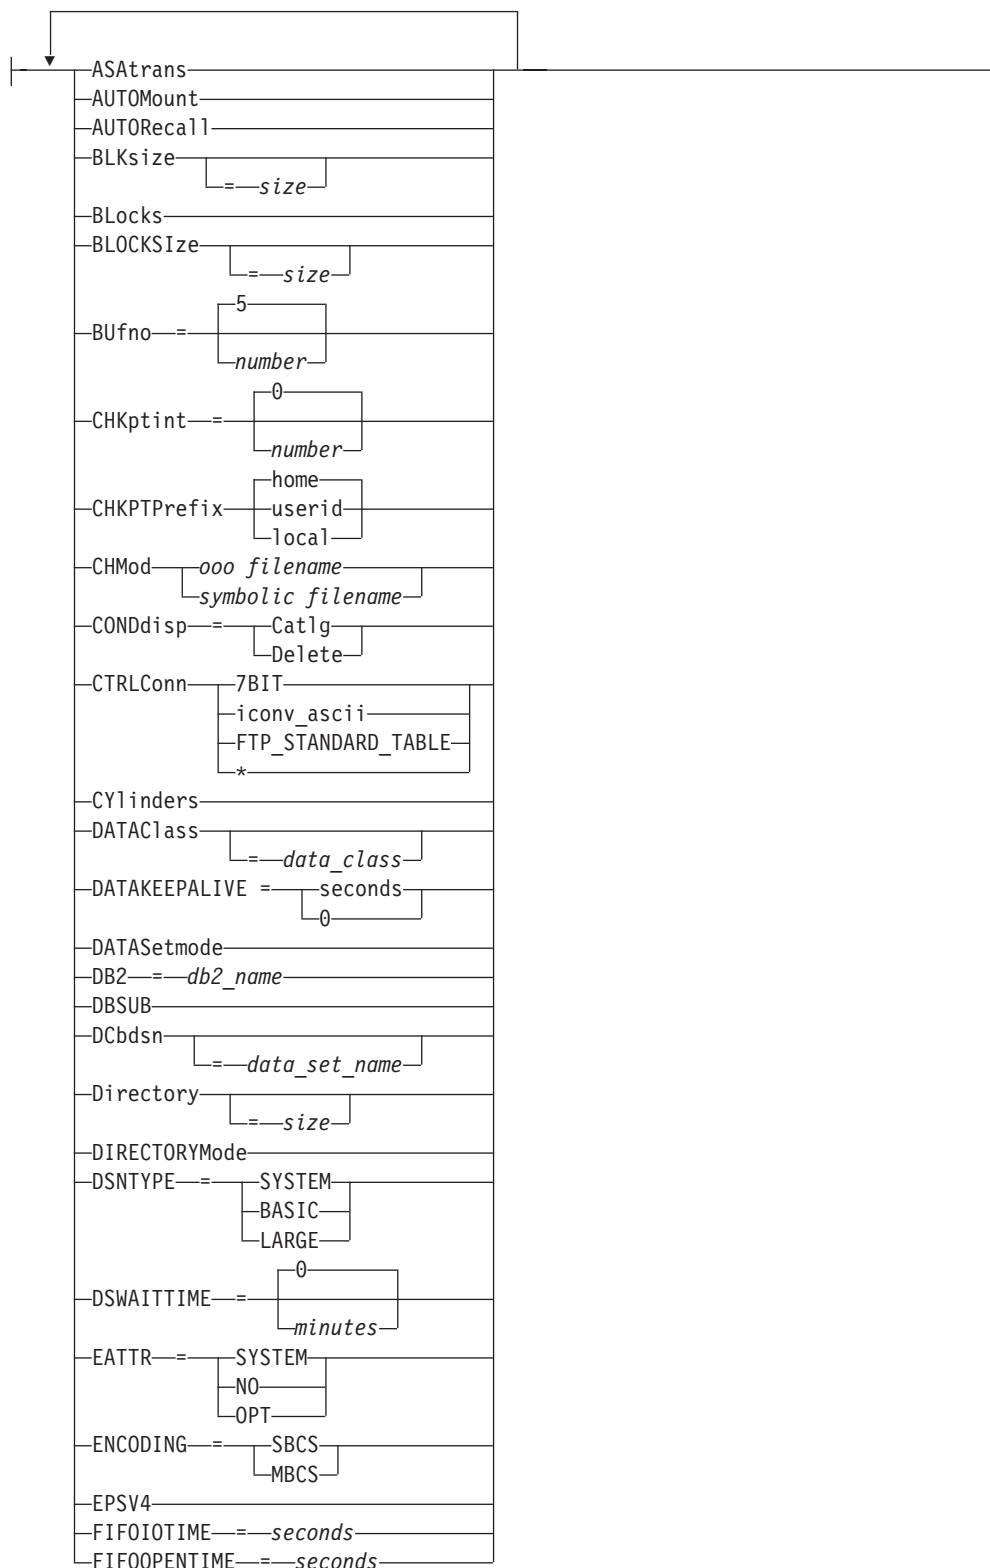 ASAtrans
AUTOMount
AUTORecall
BLKsize
= size
BLocks
BLOCKSIze
= size
5
BUfno =
number
0
CHKptint =
number
home
CHKPTPrefix userid
local
CHMod ooo filename
symbolic filename
CONDdisp = Catlg
Delete
CTRLConn 7BIT
iconv_ascii
FTP_STANDARD_TABLE
*
CYlinders
DATAClass
= data_class
DATAKEEPALIVE = seconds
0
DATASetmode
DB2 = db2_name
DBSUB
DCbdsn
= data_set_name
Directory
= size
DIRECTORYMode
DSNTYPE = SYSTEM
BASIC
LARGE
0
DSWAITTIME =
minutes
EATTR = SYSTEM
NO
OPT
ENCODING = SBCS
MBCS
EPSV4
FIFOIOTIME = seconds
FIFOOPENTIME = seconds